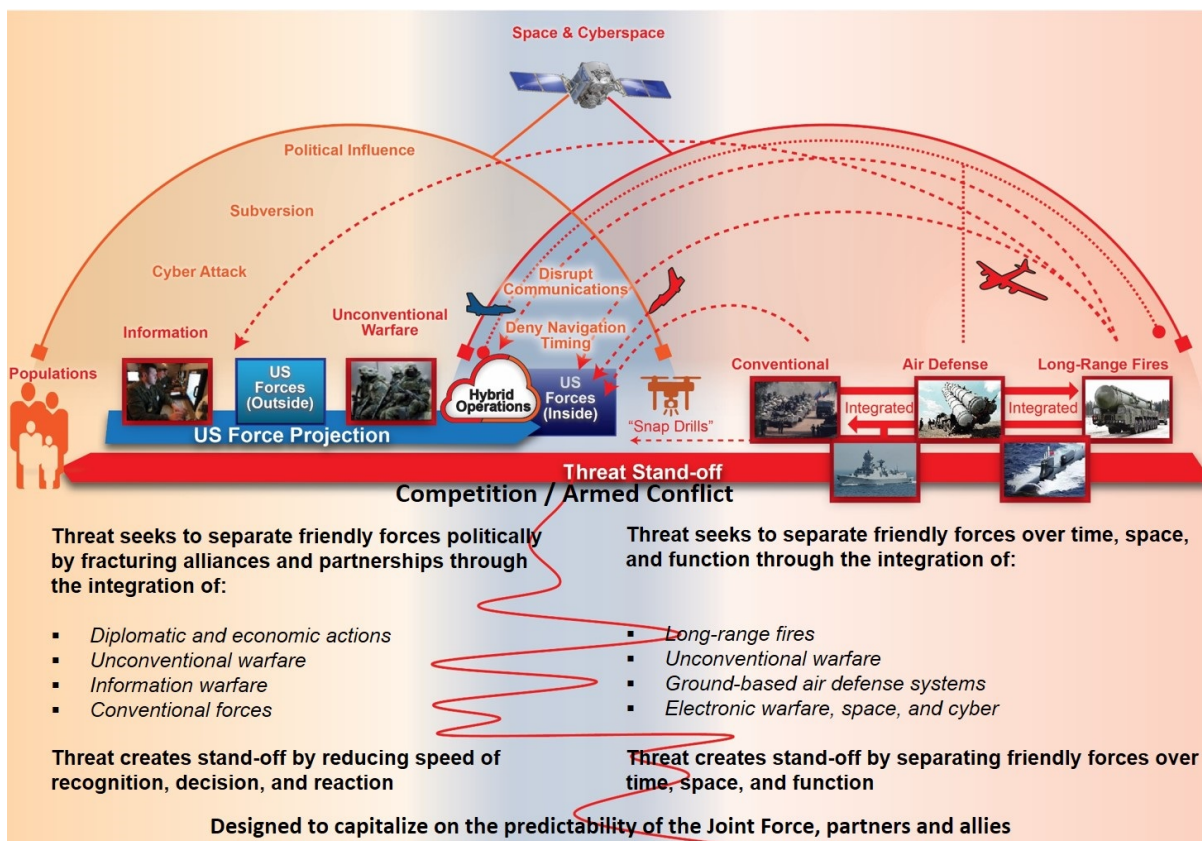 Space & Cyberspace
Political Influence
Subversion
Cyber Attack
Disrupt
Communications
Information
Unconventional
Warfare
Deny Navigation
Timing
Populations
US
Forces
(Outside)
Hybrid
Operations
US
Forces
(Inside)
Conventional
Air Defense
Long-Range Fires
Integrated
Integrated
US Force Projection
"Snap Drills"
Threat Stand-off
Competition / Armed Conflict
Threat seeks to separate friendly forces politically
by fracturing alliances and partnerships through
the integration of:
▪ Diplomatic and economic actions
▪ Unconventional warfare
▪ Information warfare
▪ Conventional forces
Threat creates stand-off by reducing speed of
recognition, decision, and reaction
Threat seeks to separate friendly forces over time, space,
and function through the integration of:
▪ Long-range fires
▪ Unconventional warfare
▪ Ground-based air defense systems
▪ Electronic warfare, space, and cyber
Threat creates stand-off by separating friendly forces over
time, space, and function
Designed to capitalize on the predictability of the Joint Force, partners and allies